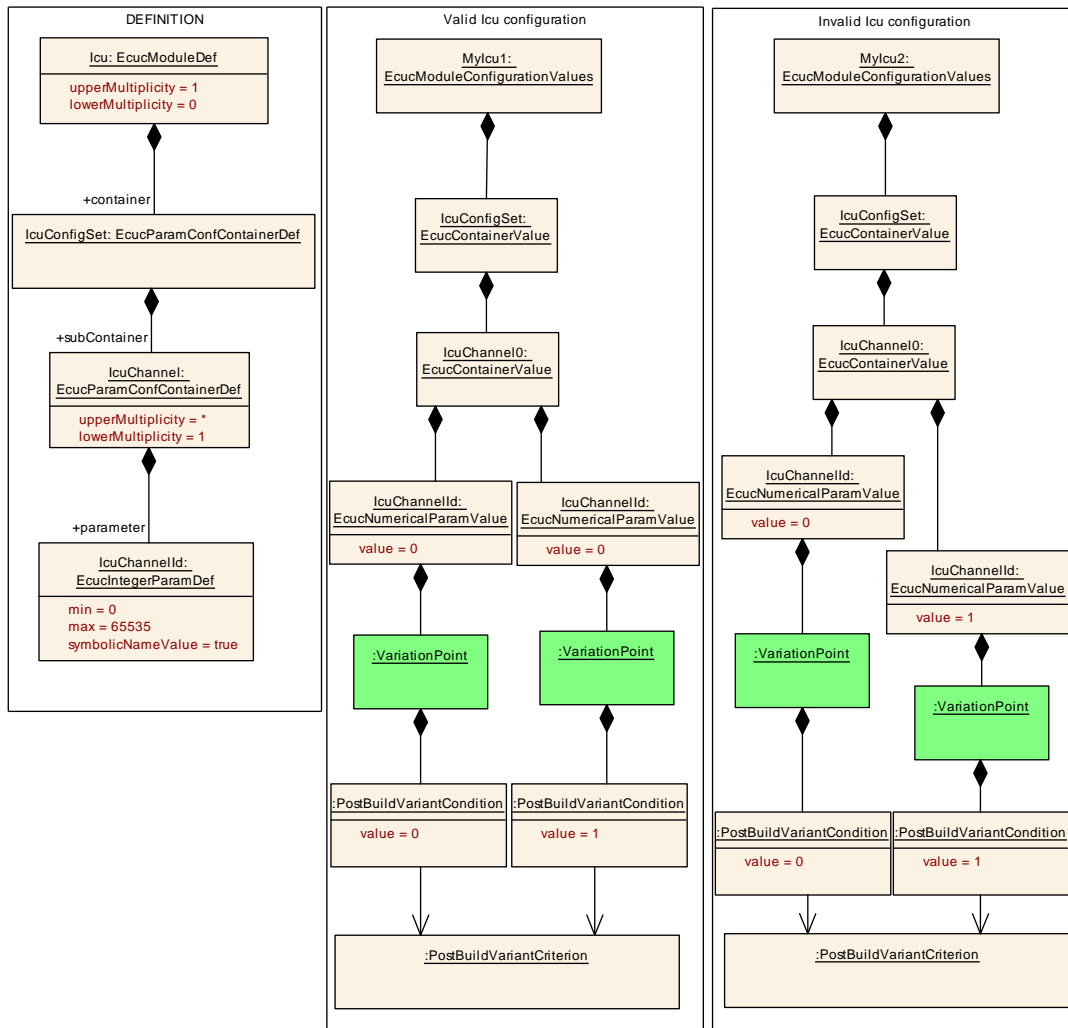 DEFINITION
Icu: EcucModuleDef
upperMultiplicity = 1
lowerMultiplicity = 0
+container
IcuConfigSet: EcucParamConfContainerDef
+subContainer
IcuChannel:
EcucParamConfContainerDef
upperMultiplicity = *
lowerMultiplicity = 1
+parameter
IcuChannelId:
EcucIntegerParamDef
min = 0
max = 65535
symbolicNameValue = true
Valid Icu configuration
MyIcu1:
EcucModuleConfigurationValues
IcuConfigSet:
EcucContainerValue
IcuChannel0:
EcucContainerValue
IcuChannelId:
EcucNumericalParamValue
value = 0
IcuChannelId:
EcucNumericalParamValue
value = 0
:VariationPoint
:VariationPoint
:PostBuildVariantCondition
value = 0
:PostBuildVariantCondition
value = 1
:PostBuildVariantCriterion
Invalid Icu configuration
MyIcu2:
EcucModuleConfigurationValues
IcuConfigSet:
EcucContainerValue
IcuChannel0:
EcucContainerValue
IcuChannelId:
EcucNumericalParamValue
value = 0
IcuChannelId:
EcucNumericalParamValue
value = 1
:VariationPoint
:VariationPoint
:PostBuildVariantCondition
value = 0
:PostBuildVariantCondition
value = 1
:PostBuildVariantCriterion